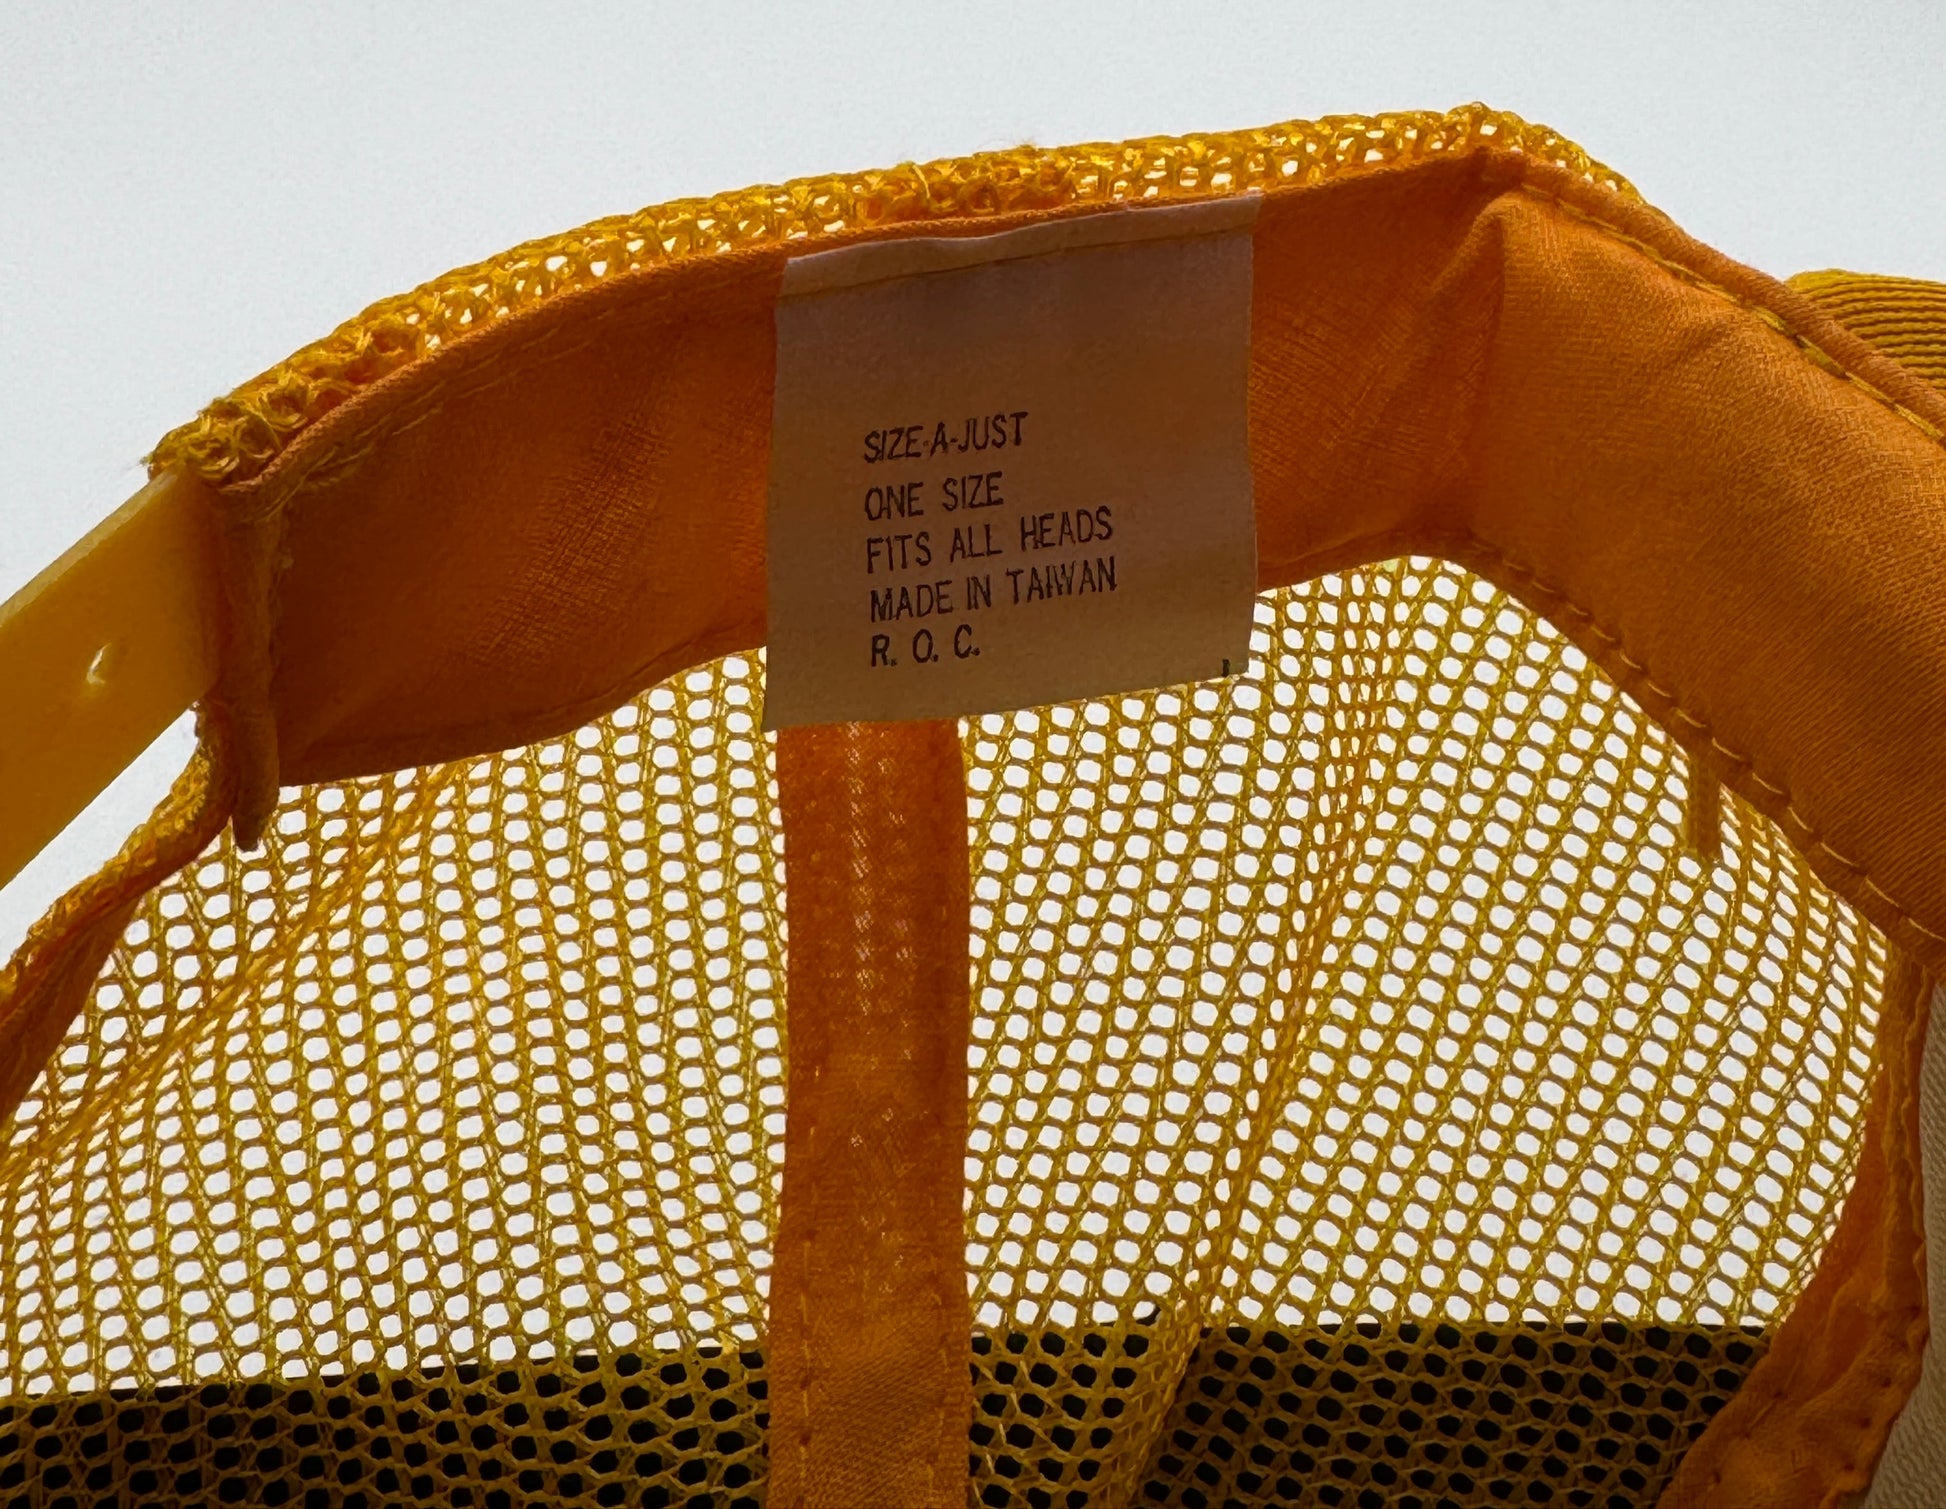 SIZE-A-JUST
ONE SIZE
FITS ALL HEADS
MADE IN TAIWAN
R. O. C.